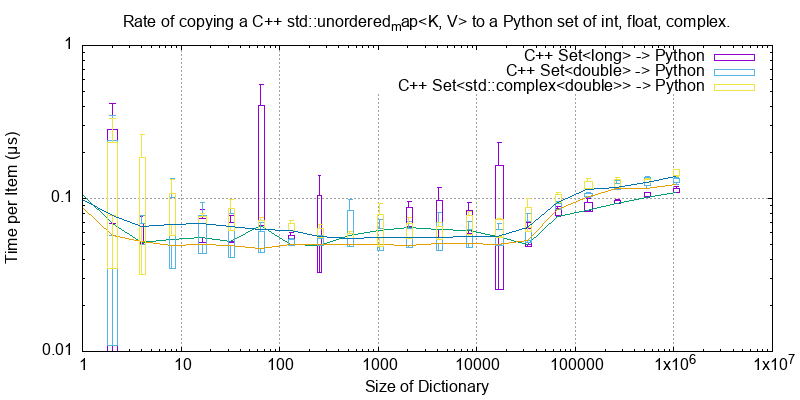 Rate of copying a C++ std::unordered_map<K, V> to a Python set of int, float, complex.
1
C++ Set<long> -> Python
C++ Set<double> -> Python
C++ Set<std::complex<double>> -> Python
Time per Item (µs)
0.1
0.01
1 10 100 1000 10000 100000 1x10^6 1x10^7
Size of Dictionary